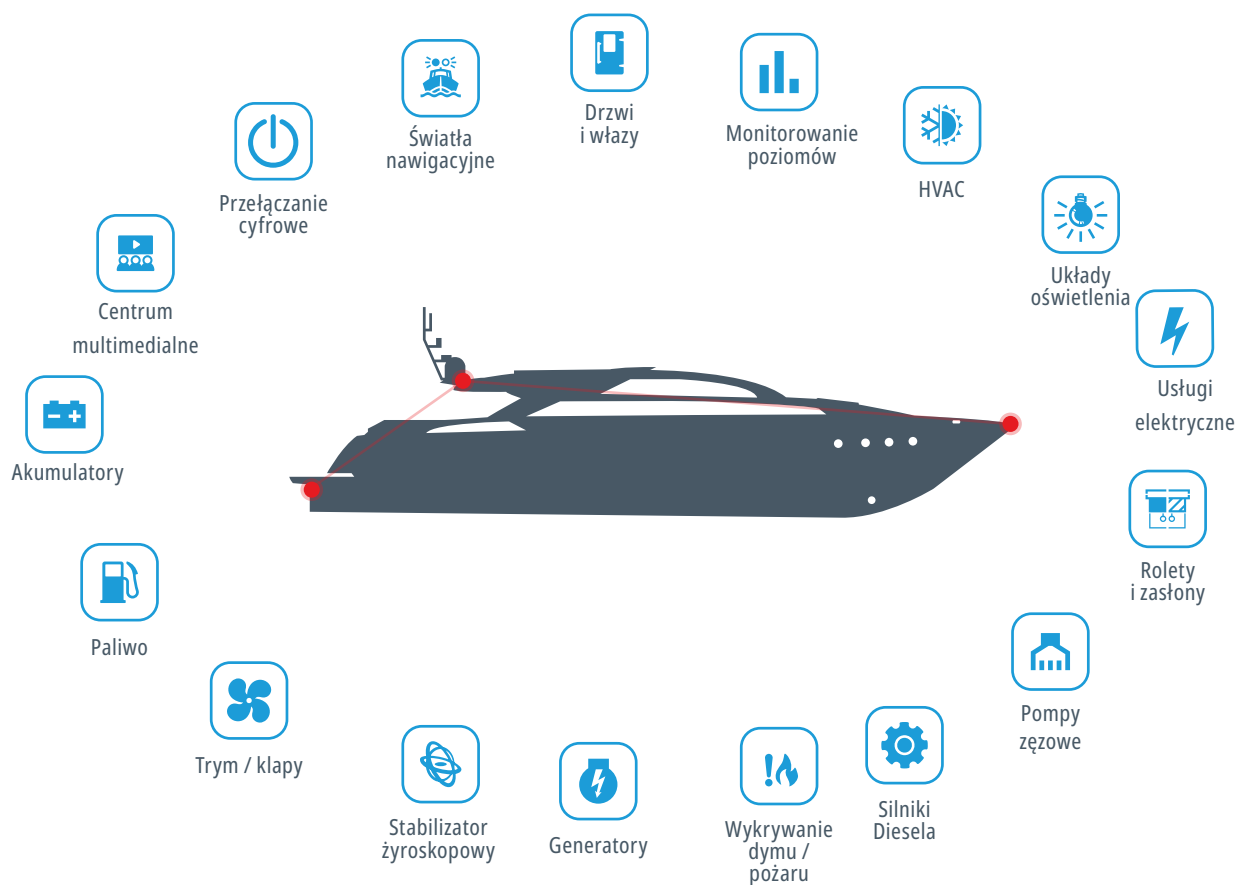 Drzwi
i włazy
Światła
nawigacyjne
Monitorowanie
poziomów
HVAC
Przełączanie
cyfrowe
Układy
oświetlenia
Centrum
multimedialne
Usługi
elektryczne
Akumulatory
Rolety
i zasłony
Paliwo
Pompy
zęzowe
Trym / klapy
Silniki
Diesela
Stabilizator
żyroskopowy
Generatory
Wykrywanie
dymu /
pożaru